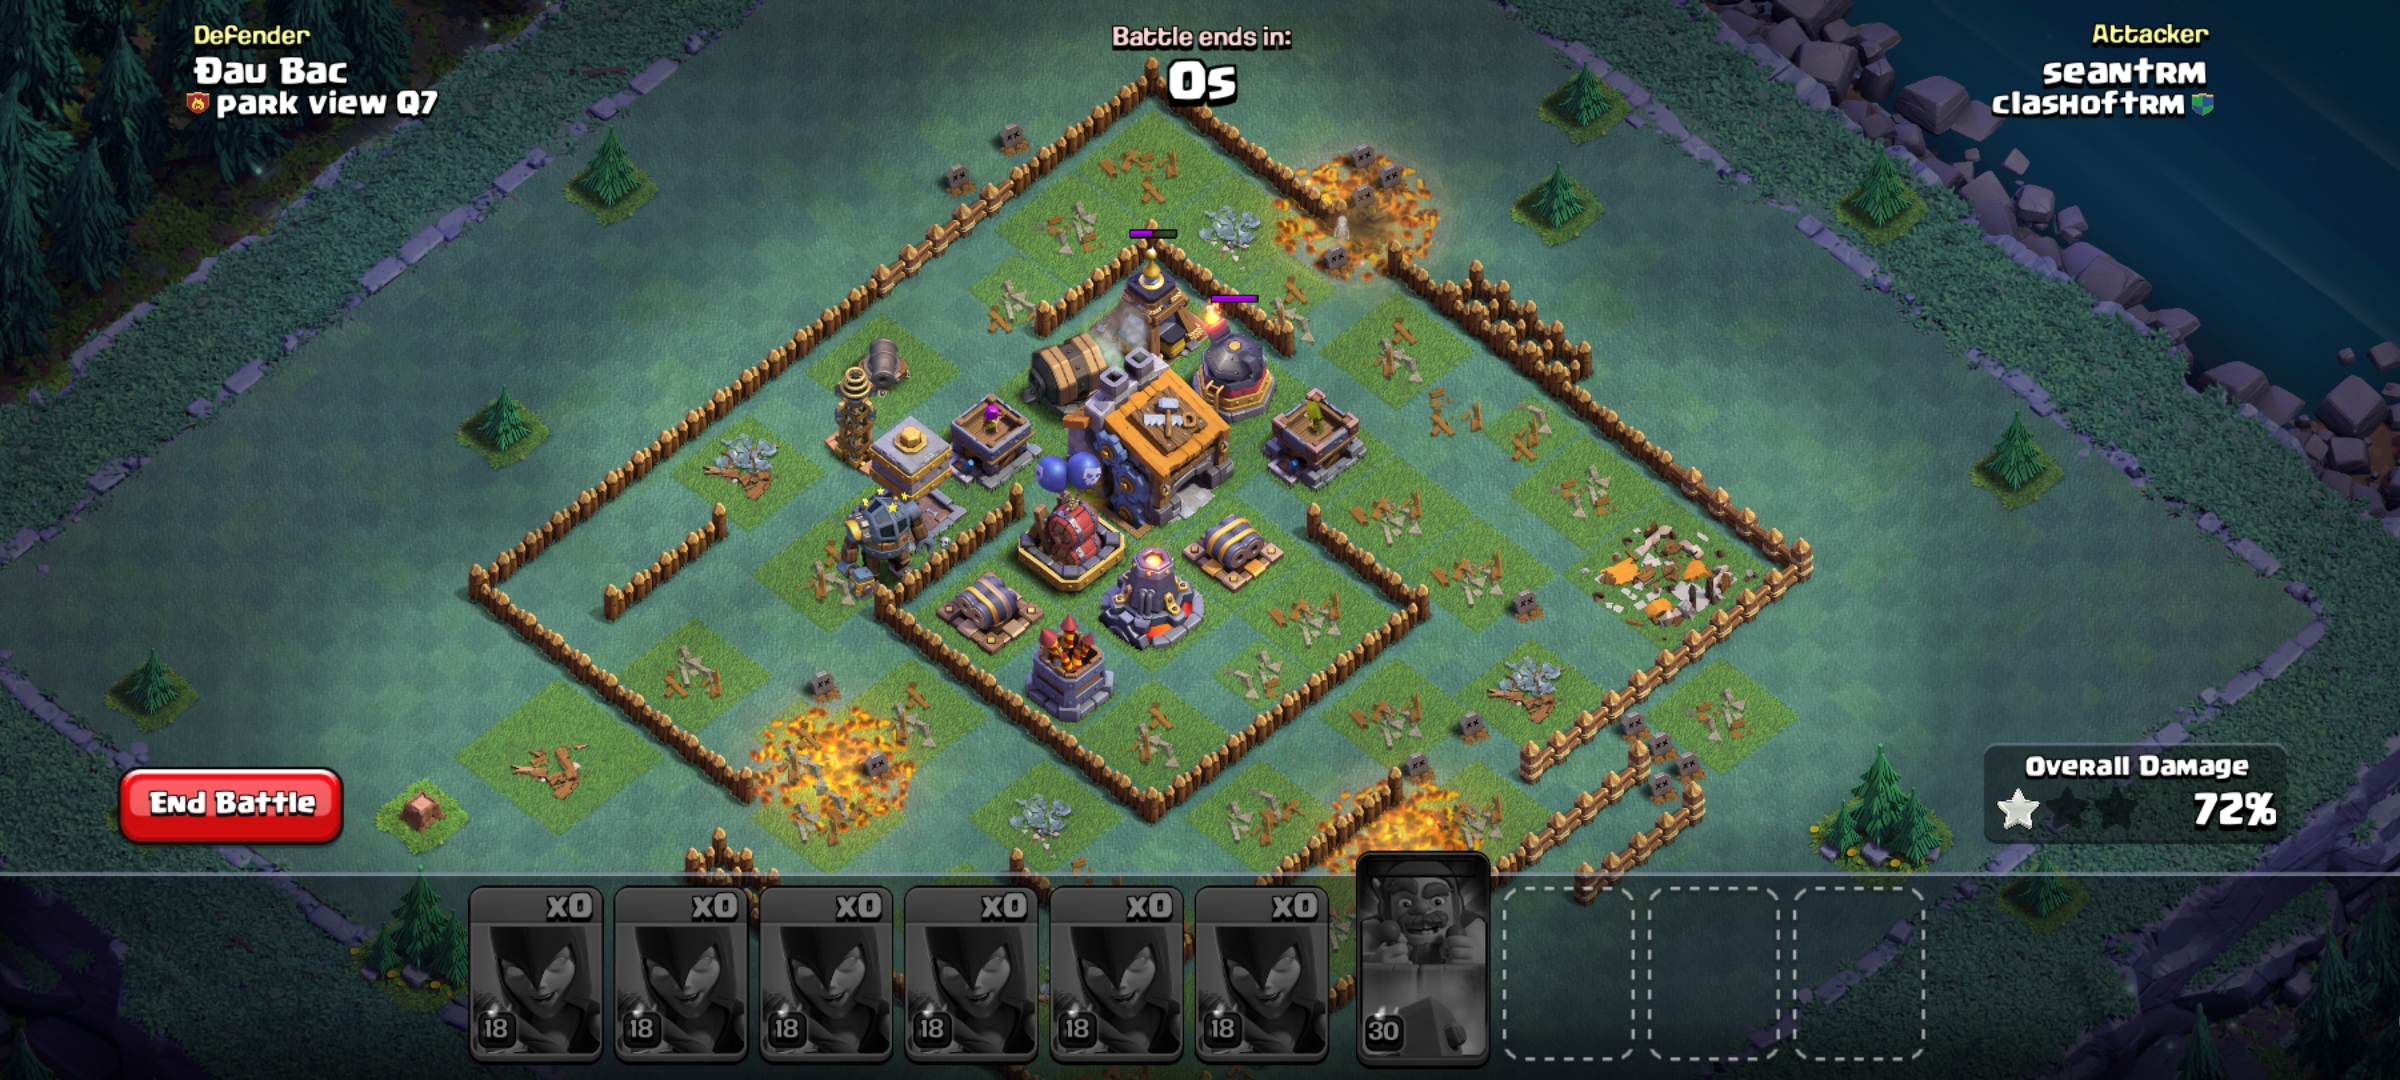 Defender
Đau Bac
park view Q7
Battle ends in:
0s
Attacker
seantRM
clashoftRM
End Battle
Overall Damage
72%
x0
x0
x0
x0
x0
x0
18
18
18
18
18
18
30